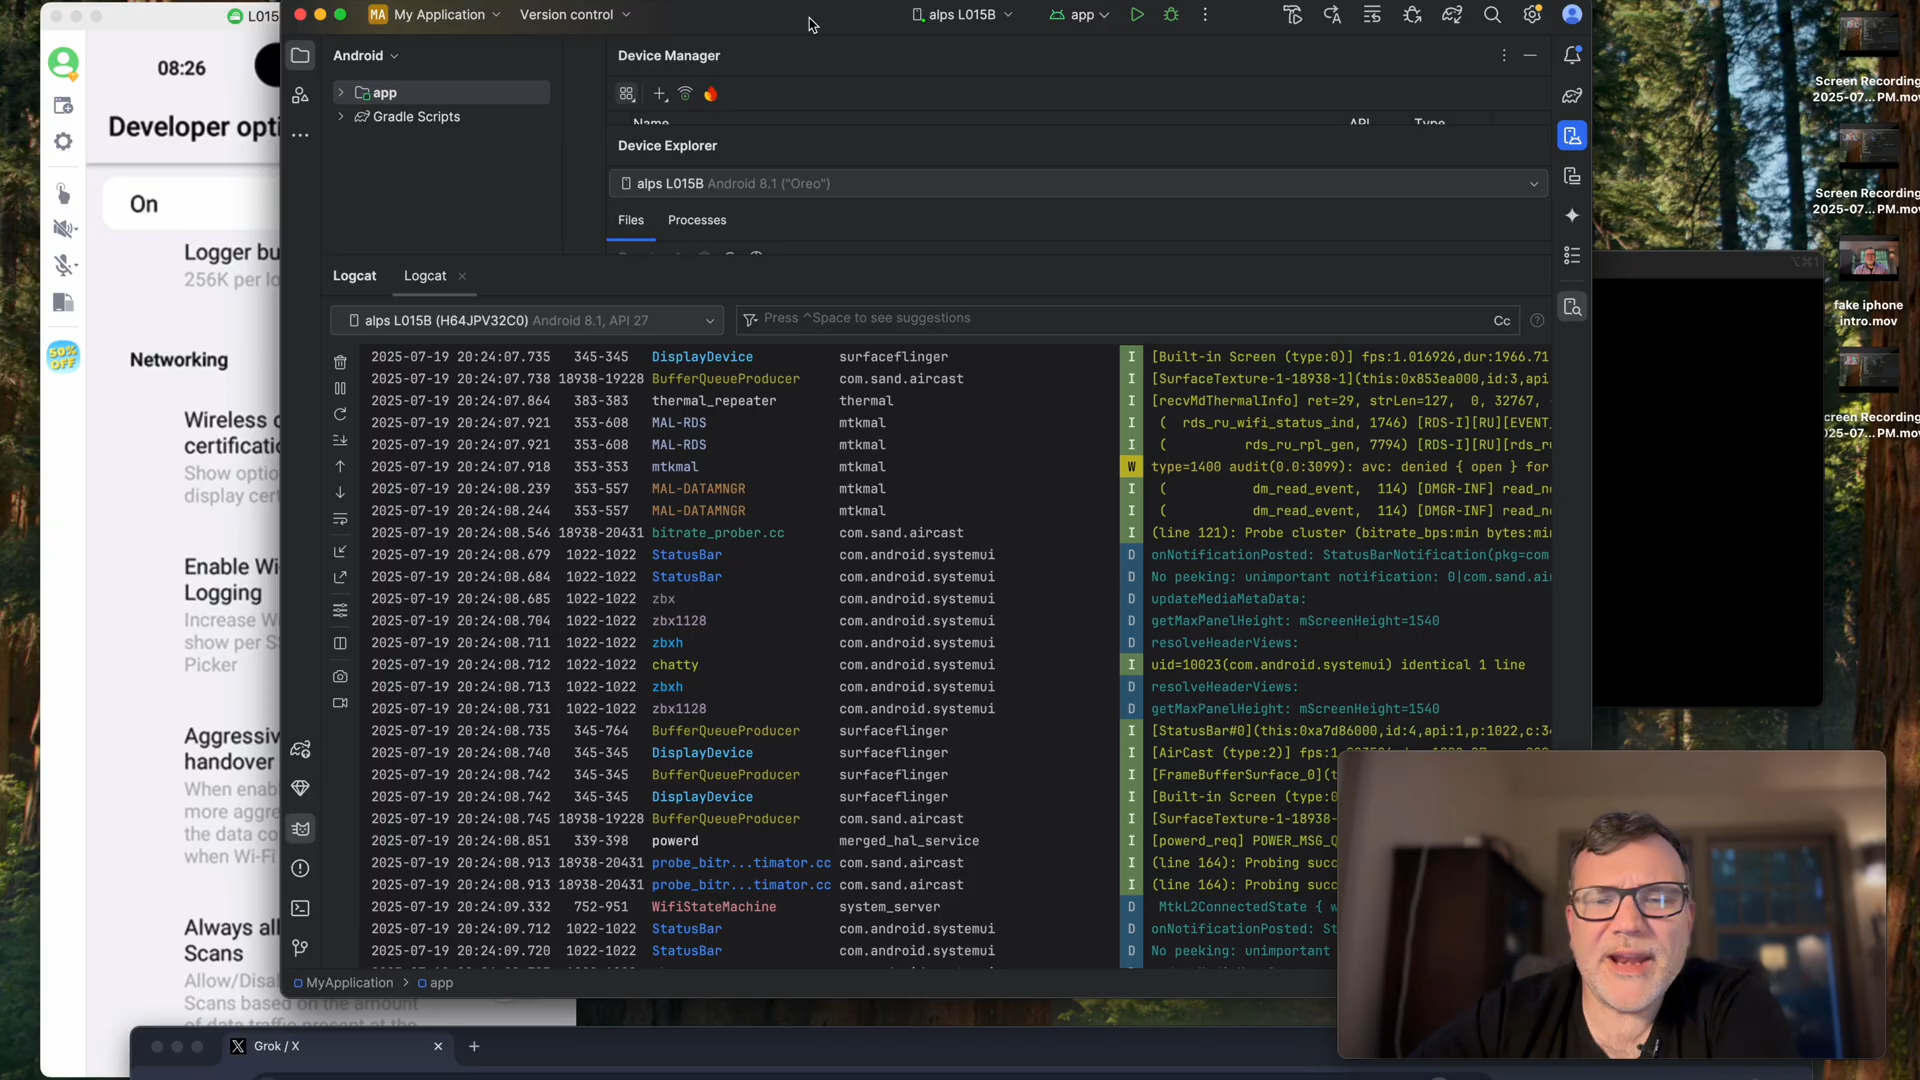 L015
MA My Application
Version control
alps L015B
app
08:26
Developer opti
On
Logger bu
256K per lo
Networking
Wireless d
certificatio
Show optio
display cer
Enable Wi
Logging
Increase W
show per S
Picker
Aggressiv
handover
When enab
more aggre
the data co
when Wi-Fi
Always all
Scans
Allow/Disa
Scans based on the amount
of data traffic present at the
50%
OFF
Android
app
Gradle Scripts
Device Manager
Name API Type
Device Explorer
alps L015B Android 8.1 ("Oreo")
Files Processes
Logcat Logcat
alps L015B (H64JPV32C0) Android 8.1, API 27
Press ^Space to see suggestions
Cc
2025-07-19 20:24:07.735 345-345 DisplayDevice surfaceflinger I [Built-in Screen (type:0)] fps:1.016926,dur:1966.71
2025-07-19 20:24:07.738 18938-19228 BufferQueueProducer com.sand.aircast I [SurfaceTexture-1-18938-1](this:0x853ea000,id:3,api
2025-07-19 20:24:07.864 383-383 thermal_repeater thermal I [recvMdThermalInfo] ret=29, strLen=127, 0, 32767,
2025-07-19 20:24:07.921 353-608 MAL-RDS mtkmal I ( rds_ru_wifi_status_ind, 1746) [RDS-I][RU][EVENT
2025-07-19 20:24:07.921 353-608 MAL-RDS mtkmal I ( rds_ru_rpl_gen, 7794) [RDS-I][RU][rds_ru
2025-07-19 20:24:07.918 353-353 mtkmal mtkmal W type=1400 audit(0.0:3099): avc: denied { open } for
2025-07-19 20:24:08.239 353-557 MAL-DATAMNGR mtkmal I ( dm_read_event, 114) [DMGR-INF] read_no
2025-07-19 20:24:08.244 353-557 MAL-DATAMNGR mtkmal I ( dm_read_event, 114) [DMGR-INF] read_no
2025-07-19 20:24:08.546 18938-20431 bitrate_prober.cc com.sand.aircast I (line 121): Probe cluster (bitrate_bps:min bytes:min
2025-07-19 20:24:08.679 1022-1022 StatusBar com.android.systemui D onNotificationPosted: StatusBarNotification(pkg=com
2025-07-19 20:24:08.684 1022-1022 StatusBar com.android.systemui D No peeking: unimportant notification: 0|com.sand.ai
2025-07-19 20:24:08.685 1022-1022 zbx com.android.systemui D updateMediaMetaData:
2025-07-19 20:24:08.704 1022-1022 zbx1128 com.android.systemui D getMaxPanelHeight: mScreenHeight=1540
2025-07-19 20:24:08.711 1022-1022 zbxh com.android.systemui D resolveHeaderViews:
2025-07-19 20:24:08.712 1022-1022 chatty com.android.systemui I uid=10023(com.android.systemui) identical 1 line
2025-07-19 20:24:08.713 1022-1022 zbxh com.android.systemui D resolveHeaderViews:
2025-07-19 20:24:08.731 1022-1022 zbx1128 com.android.systemui D getMaxPanelHeight: mScreenHeight=1540
2025-07-19 20:24:08.735 345-764 BufferQueueProducer surfaceflinger I [StatusBar#0](this:0xa7d86000,id:4,api:1,p:1022,c:34
2025-07-19 20:24:08.740 345-345 DisplayDevice surfaceflinger I [AirCast (type:2)]
2025-07-19 20:24:08.742 345-345 BufferQueueProducer surfaceflinger I [FrameBufferSurface_0](t
2025-07-19 20:24:08.742 345-345 DisplayDevice surfaceflinger I [Built-in Screen (type:0
2025-07-19 20:24:08.745 18938-19228 BufferQueueProducer com.sand.aircast I [SurfaceTexture-1-18938-
2025-07-19 20:24:08.851 339-398 powerd merged_hal_service I [powerd_req] POWER_MSG_Q
2025-07-19 20:24:08.913 18938-20431 probe_bitr...timator.cc com.sand.aircast I (line 164): Probing succ
2025-07-19 20:24:08.913 18938-20431 probe_bitr...timator.cc com.sand.aircast I (line 164): Probing succ
2025-07-19 20:24:09.332 752-951 WifiStateMachine system_server D MtkL2ConnectedState { w
2025-07-19 20:24:09.712 1022-1022 StatusBar com.android.systemui D onNotificationPosted: St
2025-07-19 20:24:09.720 1022-1022 StatusBar com.android.systemui D No peeking: unimportant
MyApplication > app
Grok / X
⌥⌘1
Screen Recording
2025-07...PM.mov
Screen Recording
2025-07...PM.mov
fake iphone
intro.mov
creen Recording
25-07...PM.mov